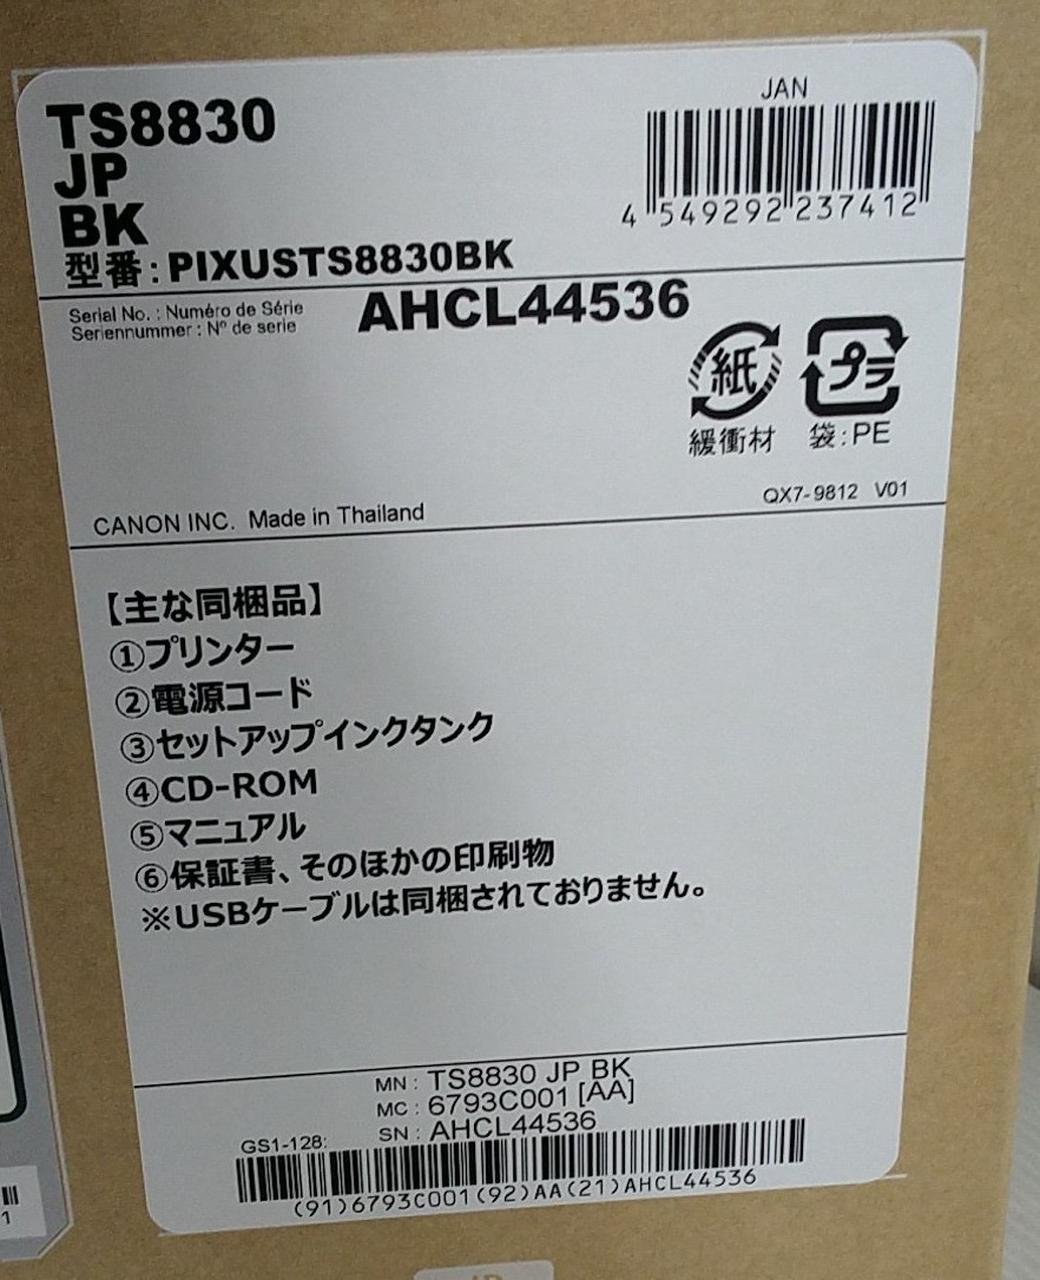 TS8830
JP
BK
型番:PIXUSTS8830BK
JAN
4 549292 237412
Serial No. : Numéro de Série
Seriennummer : Nº de serie
AHCL44536
紙 プラ
緩衝材 袋:PE
QX7-9812 V01
CANON INC. Made in Thailand
【主な同梱品】
①プリンター
②電源コード
③セットアップインクタンク
④CD-ROM
⑤マニュアル
⑥保証書、そのほかの印刷物
※USBケーブルは同梱されておりません。
MN : TS8830 JP BK
MC : 6793C001 [AA]
SN : AHCL44536
GS1-128:
(91)6793C001(92)AA(21)AHCL44536
1